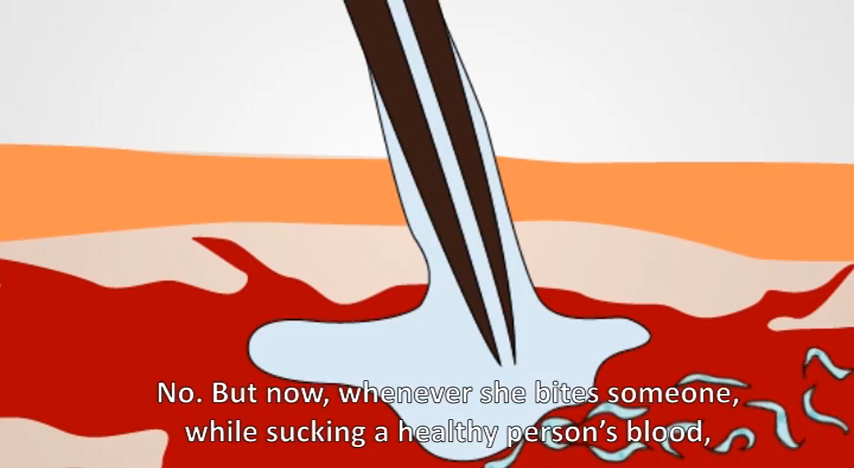 No. But now, whenever she bites someone,
while sucking a healthy person’s blood,